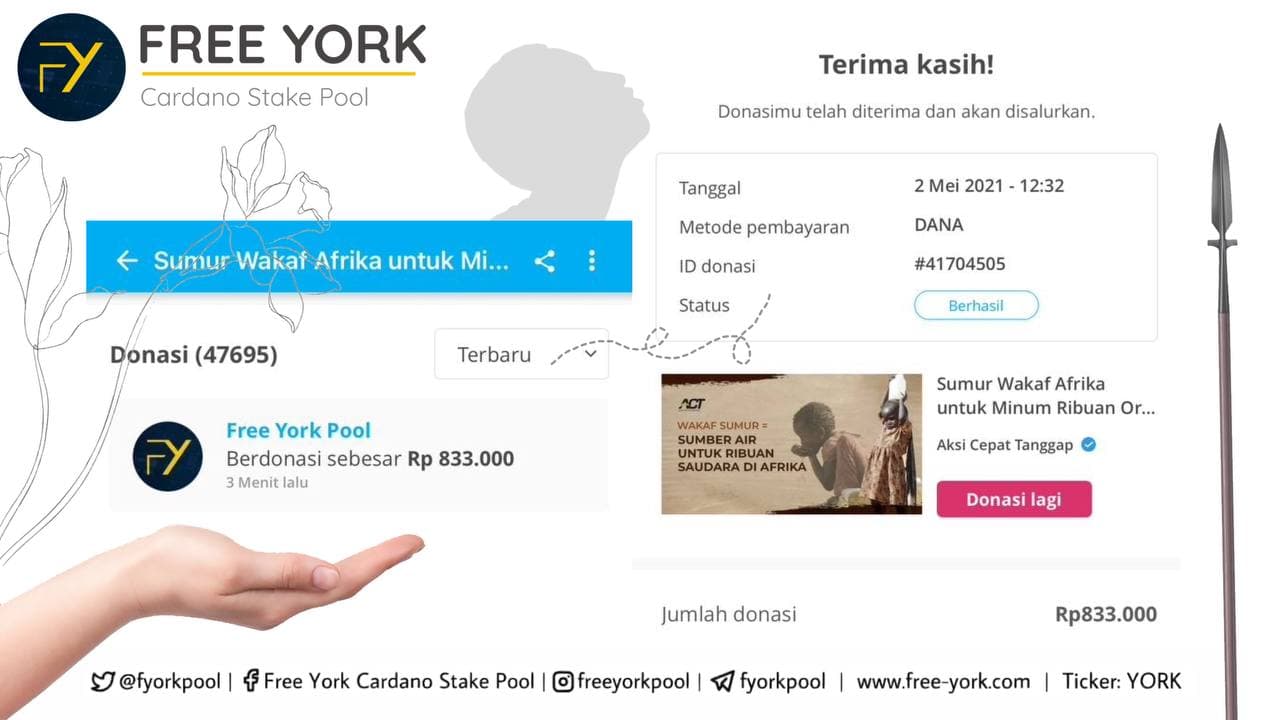 FY
FREE YORK
Cardano Stake Pool
Sumur Wakaf Afrika untuk Mi...
Donasi (47695)
Terbaru
FY
Free York Pool
Berdonasi sebesar Rp 833.000
3 Menit lalu
Terima kasih!
Donasimu telah diterima dan akan disalurkan.
Tanggal 2 Mei 2021 - 12:32
Metode pembayaran DANA
ID donasi #41704505
Status Berhasil
ACT
WAKAF SUMUR =
SUMBER AIR
UNTUK RIBUAN
SAUDARA DI AFRIKA
Sumur Wakaf Afrika
untuk Minum Ribuan Or...
Aksi Cepat Tanggap
Donasi lagi
Jumlah donasi Rp833.000
@fyorkpool | Free York Cardano Stake Pool | freeyorkpool | fyorkpool | www.free-york.com | Ticker: YORK